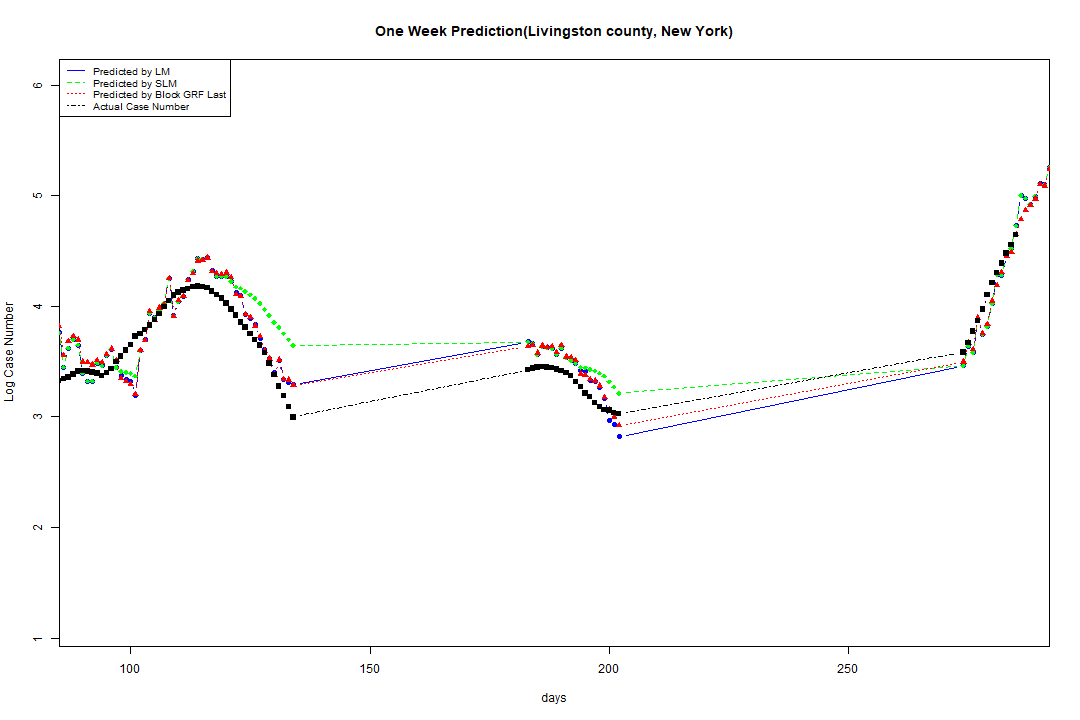 One Week Prediction(Livingston county, New York)
Predicted by LM
Predicted by SLM
Predicted by Block GRF Last
Actual Case Number
6
5
4
3
2
1
Log Case Number
100 150 200 250
days